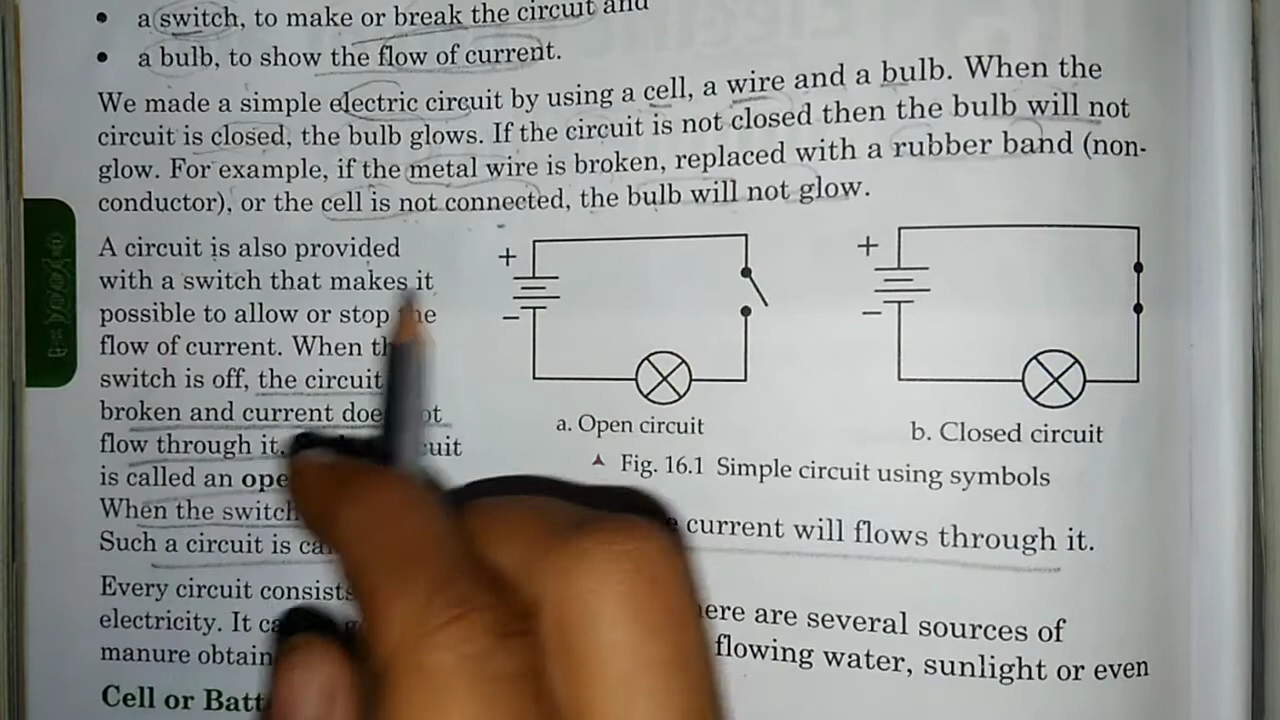 • a switch, to make or break the circuit and
• a bulb, to show the flow of current.
We made a simple electric circuit by using a cell, a wire and a bulb. When the
circuit is closed, the bulb glows. If the circuit is not closed then the bulb will not
glow. For example, if the metal wire is broken, replaced with a rubber band (non-
conductor), or the cell is not connected, the bulb will not glow.
A circuit is also provided
with a switch that makes it
possible to allow or stop
flow of current. When
switch is off, the circuit
broken and current
flow through it.
is called an
When the switch
current will flows through it.
Such a circuit is
Every circuit consists
here are several sources of
electricity. It
flowing water, sunlight or even
manure
Cell or
+
−
a. Open circuit
+
−
b. Closed circuit
Fig. 16.1 Simple circuit using symbols